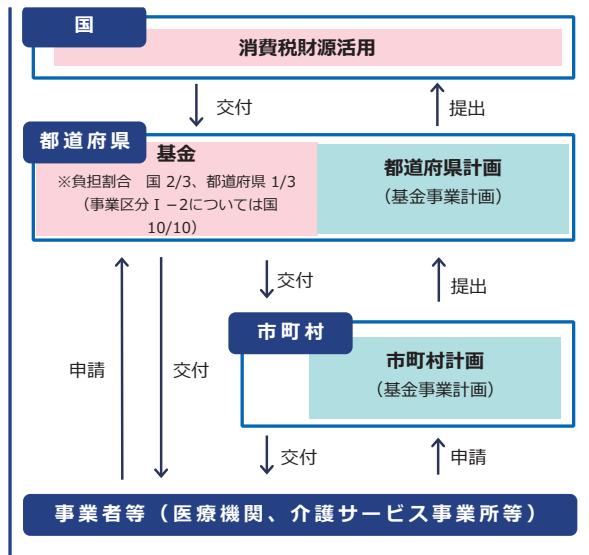 国
消費税財源活用
交付
提出
都道府県
基金
※負担割合　国 2/3、都道府県 1/3
（事業区分Ⅰ－2については国
10/10）
都道府県計画
（基金事業計画）
交付
提出
市町村
市町村計画
（基金事業計画）
申請
交付
交付
申請
事業者等（医療機関、介護サービス事業所等）